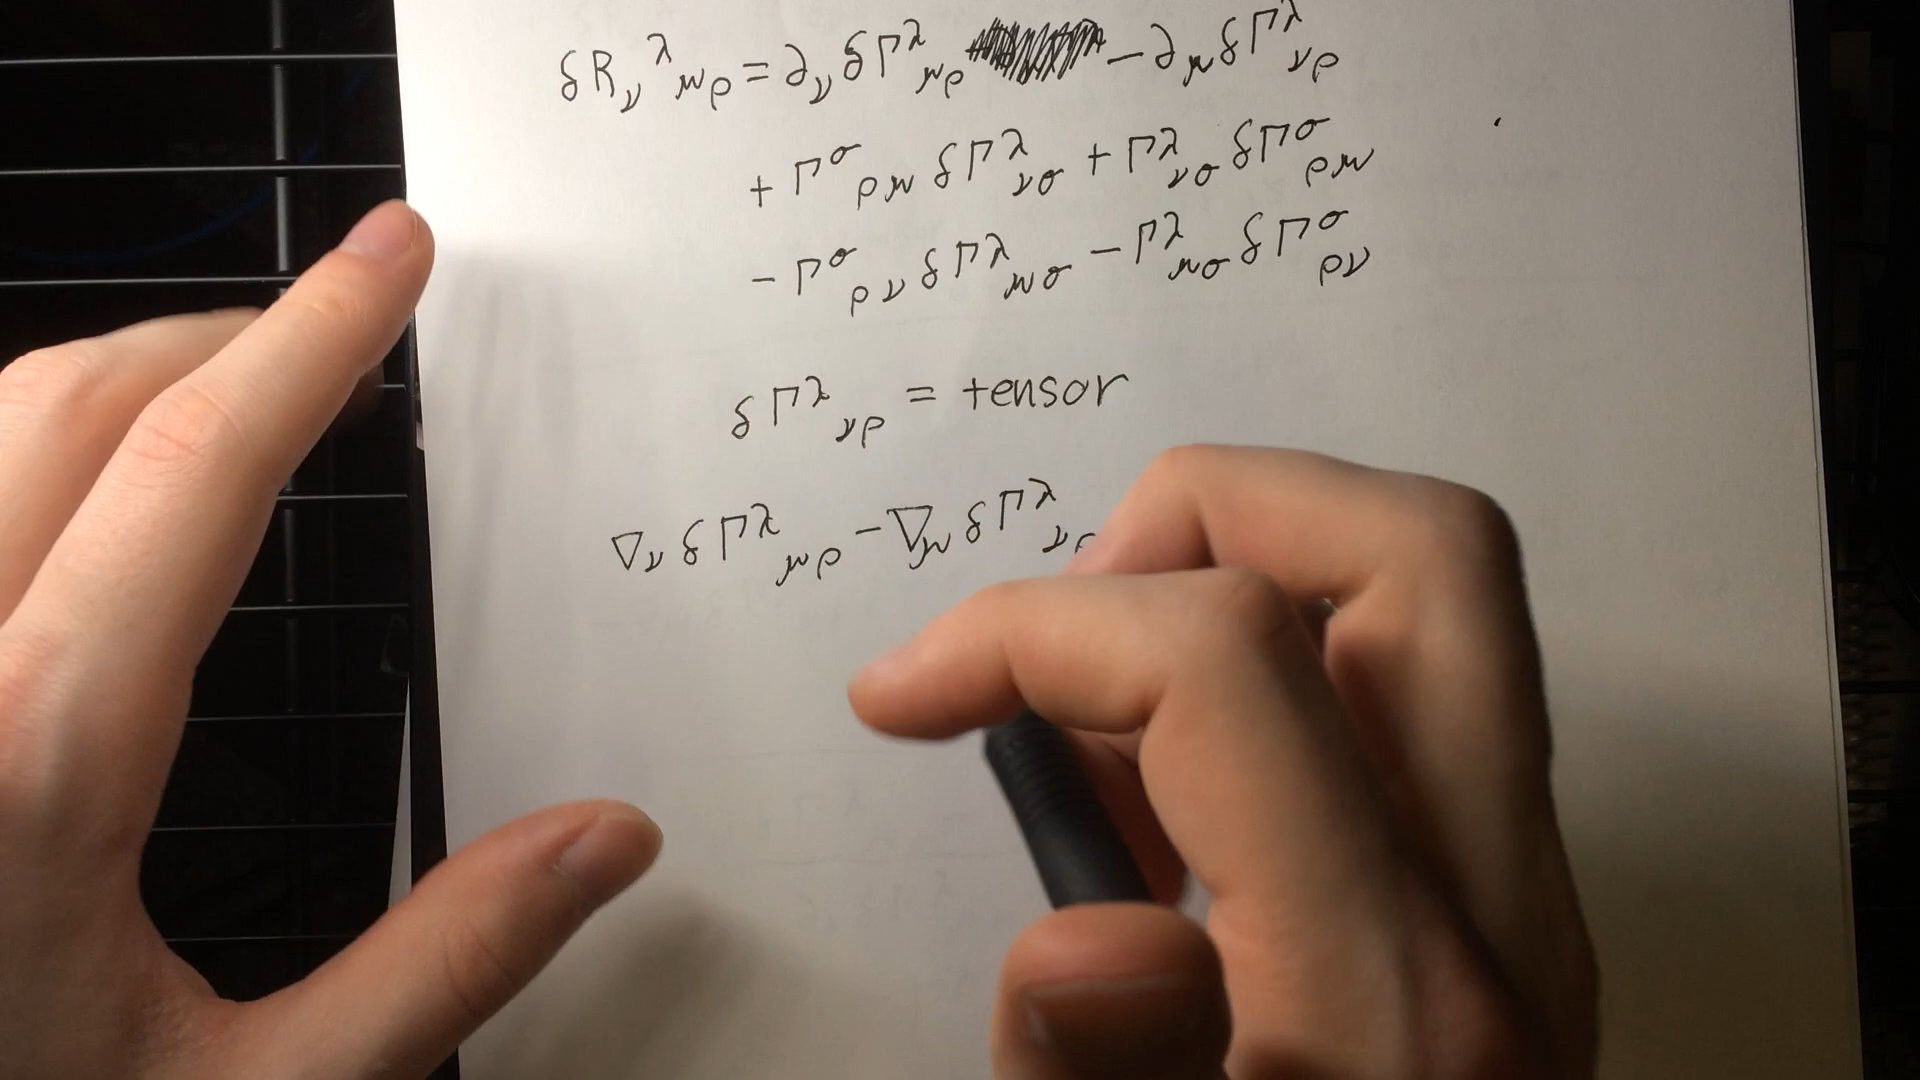 δR_ν^λ_μρ = ∂_ν δΓ^λ_μρ − ∂_μ δΓ^λ_νρ
+ Γ^σ_ρμ δΓ^λ_νσ + Γ^λ_νσ δΓ^σ_ρμ
− Γ^σ_ρν δΓ^λ_μσ − Γ^λ_μσ δΓ^σ_ρν
δΓ^λ_νρ = tensor
∇_ν δΓ^λ_μρ − ∇_μ δΓ^λ_νρ